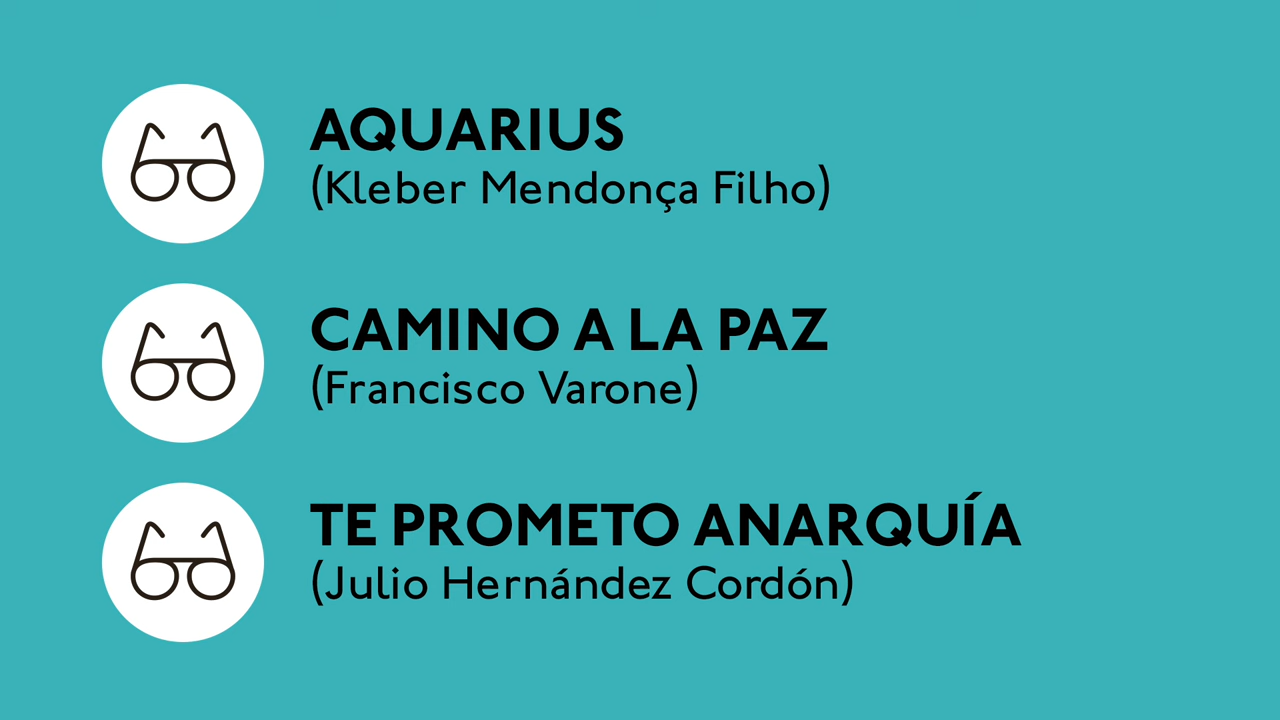 AQUARIUS
(Kleber Mendonça Filho)
CAMINO A LA PAZ
(Francisco Varone)
TE PROMETO ANARQUÍA
(Julio Hernández Cordón)